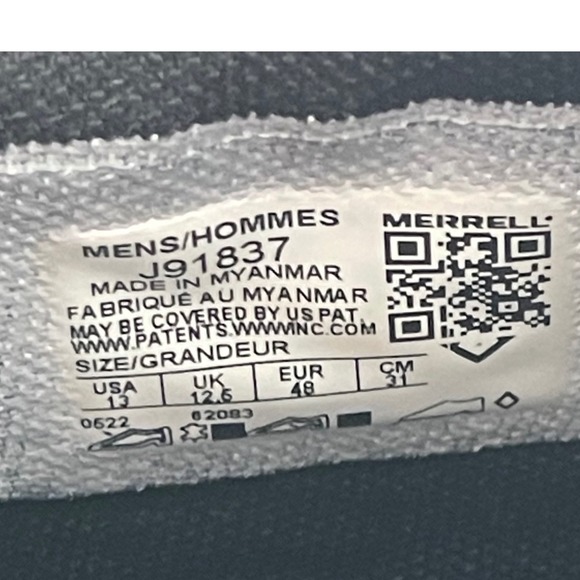 MENS/HOMMES
MERRELL
J91837
MADE IN MYANMAR
FABRIQUÉ AU MYANMAR
MAY BE COVERED BY US PAT.
WWW.PATENTS.WWWINC.COM
SIZE/GRANDEUR
USA UK EUR CM
13 12.5 48 31
0522 62083